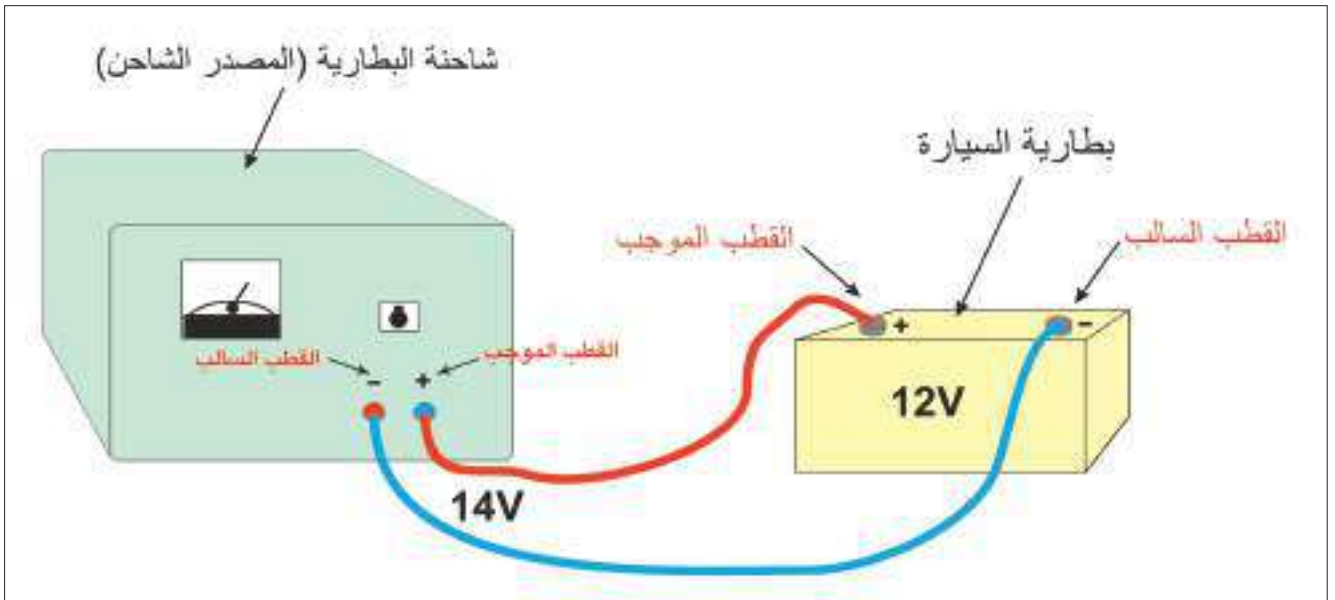 شاحنة البطارية (المصدر الشاحن)
بطارية السيارة
القطب السالب
القطب الموجب
القطب الموجب
القطب السالب
+
-
12V
-
+
14V